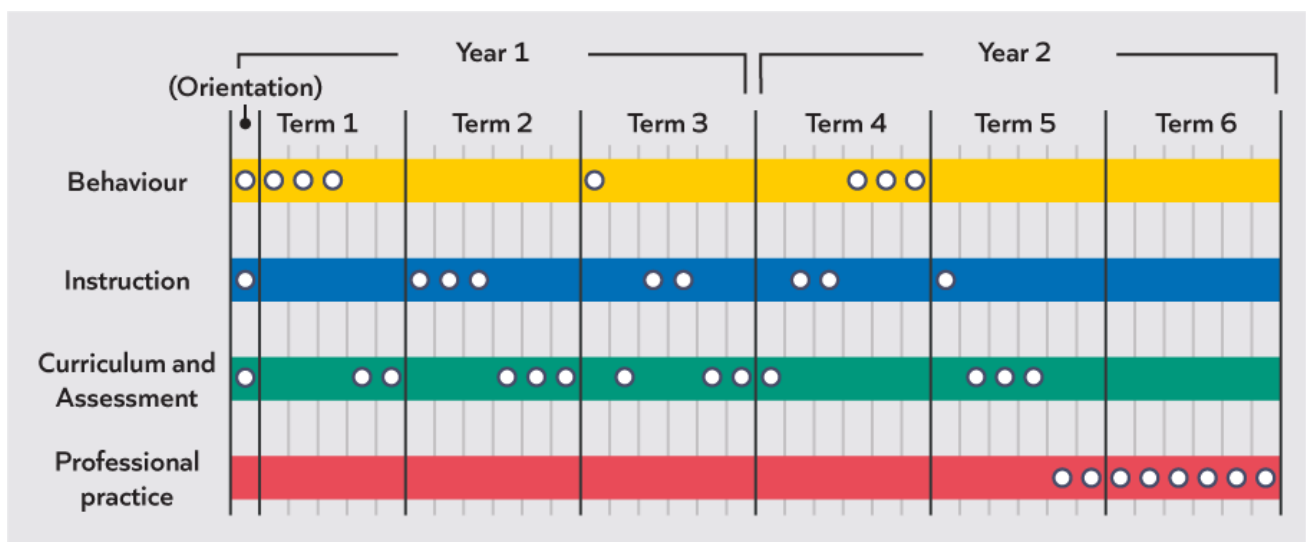 Year 1
Year 2
(Orientation)
Term 1
Term 2
Term 3
Term 4
Term 5
Term 6
Behaviour
Instruction
Curriculum and
Assessment
Professional
practice